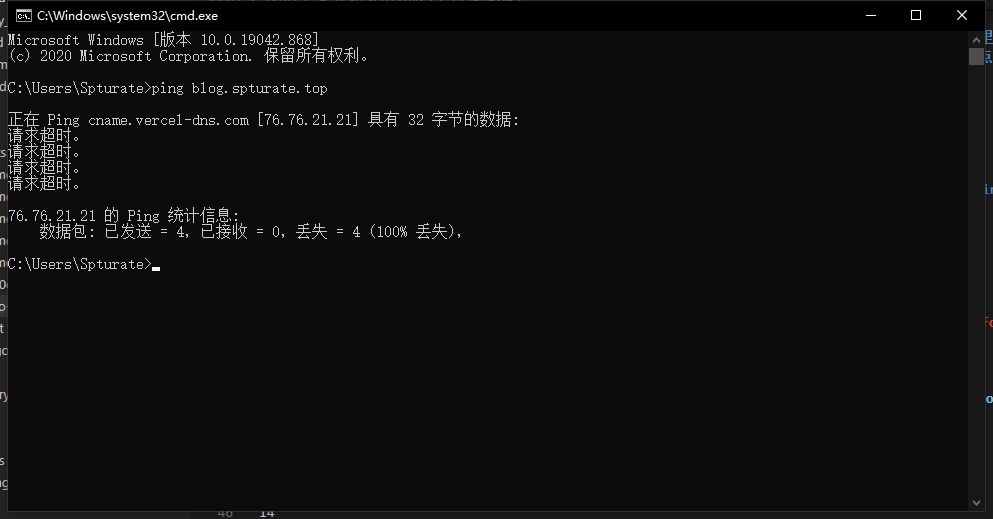 C:\Windows\system32\cmd.exe
Microsoft Windows [版本 10.0.19042.868]
(c) 2020 Microsoft Corporation. 保留所有权利。
C:\Users\Spturate>ping blog.spturate.top
正在 Ping cname.vercel-dns.com [76.76.21.21] 具有 32 字节的数据:
请求超时。
请求超时。
请求超时。
请求超时。
76.76.21.21 的 Ping 统计信息:
数据包: 已发送 = 4，已接收 = 0，丢失 = 4 (100% 丢失)，
C:\Users\Spturate>
46 14